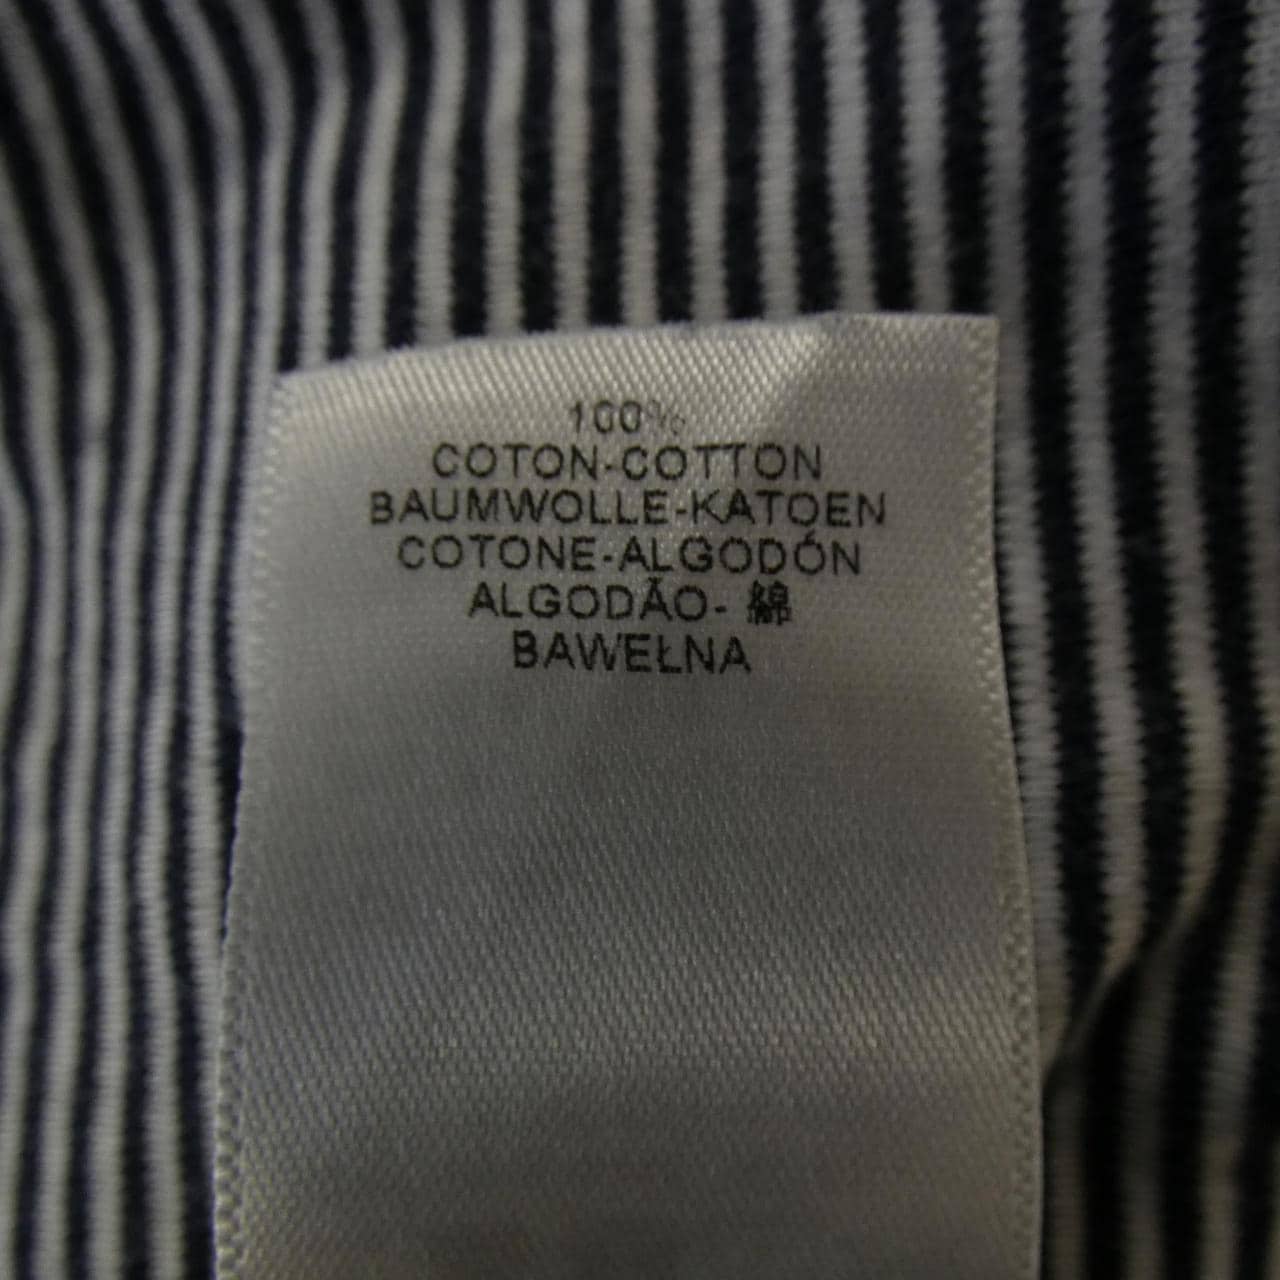 100%
COTON-COTTON
BAUMWOLLE-KATOEN
COTONE-ALGODÓN
ALGODÃO- 綿
BAWEŁNA